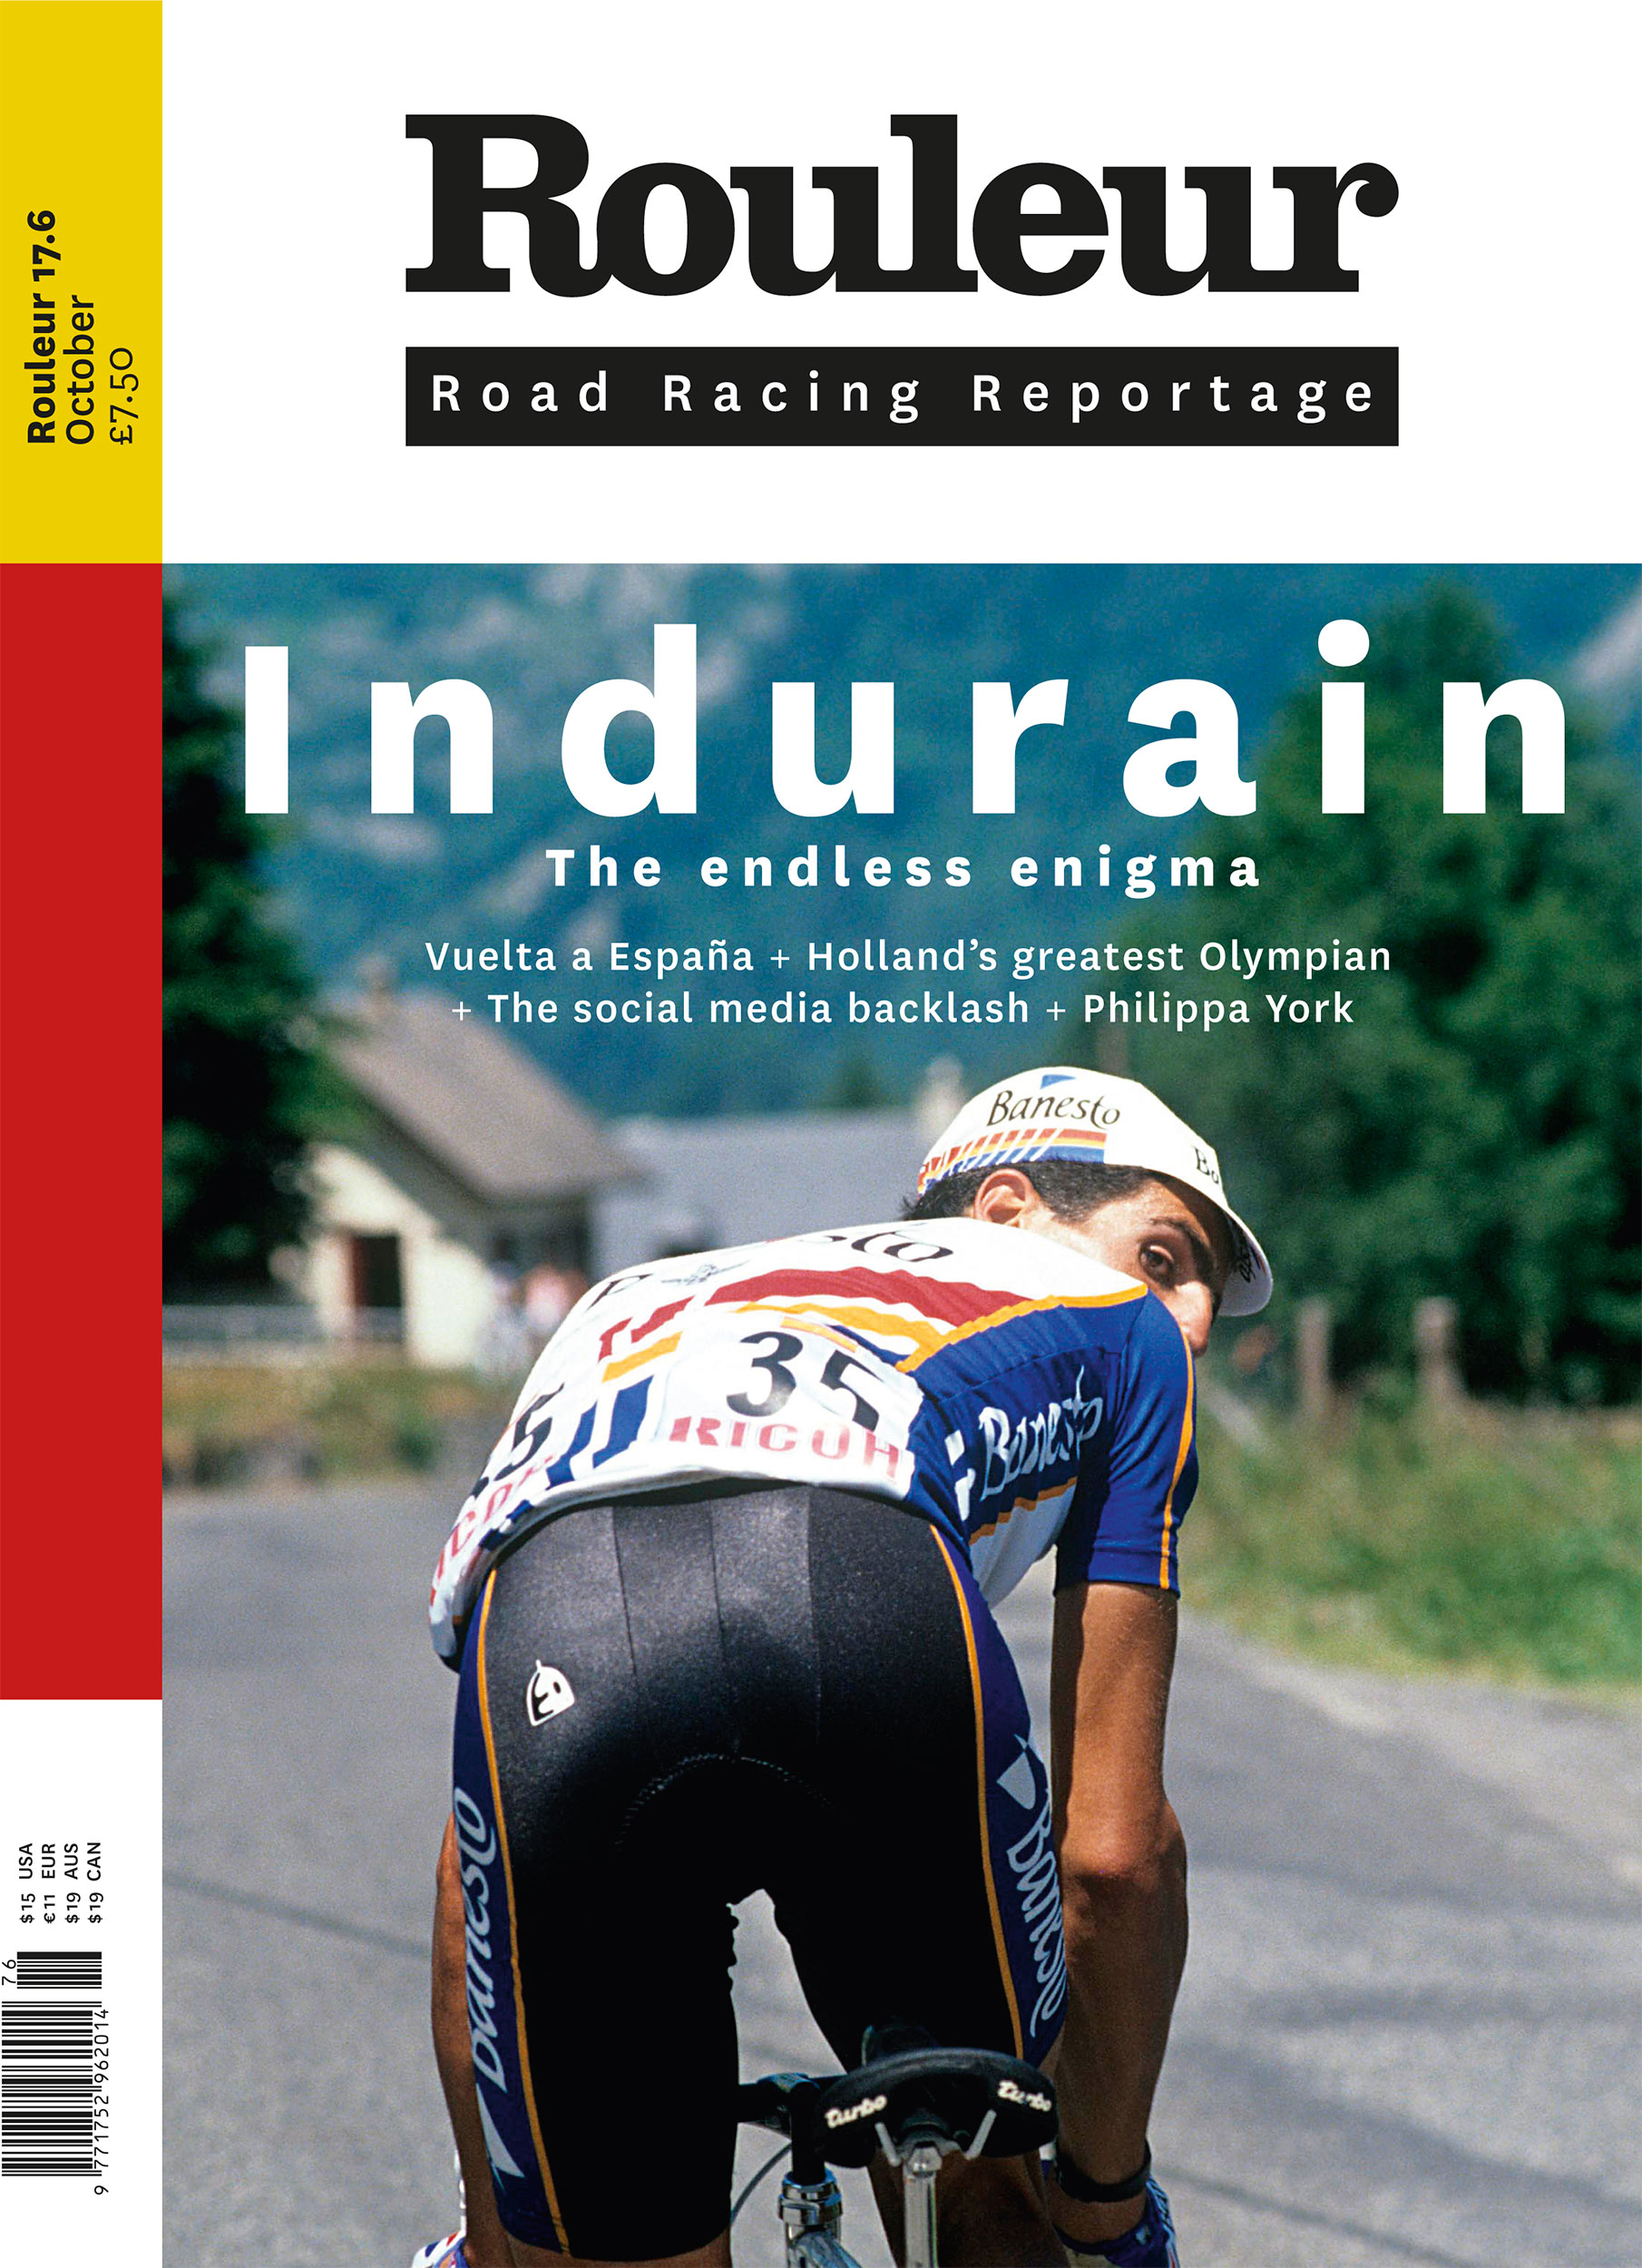 Rouleur 17.6
October
£7.50
Rouleur
Road Racing Reportage
Indurain
The endless enigma
Vuelta a España + Holland’s greatest Olympian
+ The social media backlash + Philippa York
Banesto
35
RICOH
Banesto
Banesto
Banesto
turbo
turbo
$15 USA
€11 EUR
$19 AUS
$19 CAN
76
9 771752 962014